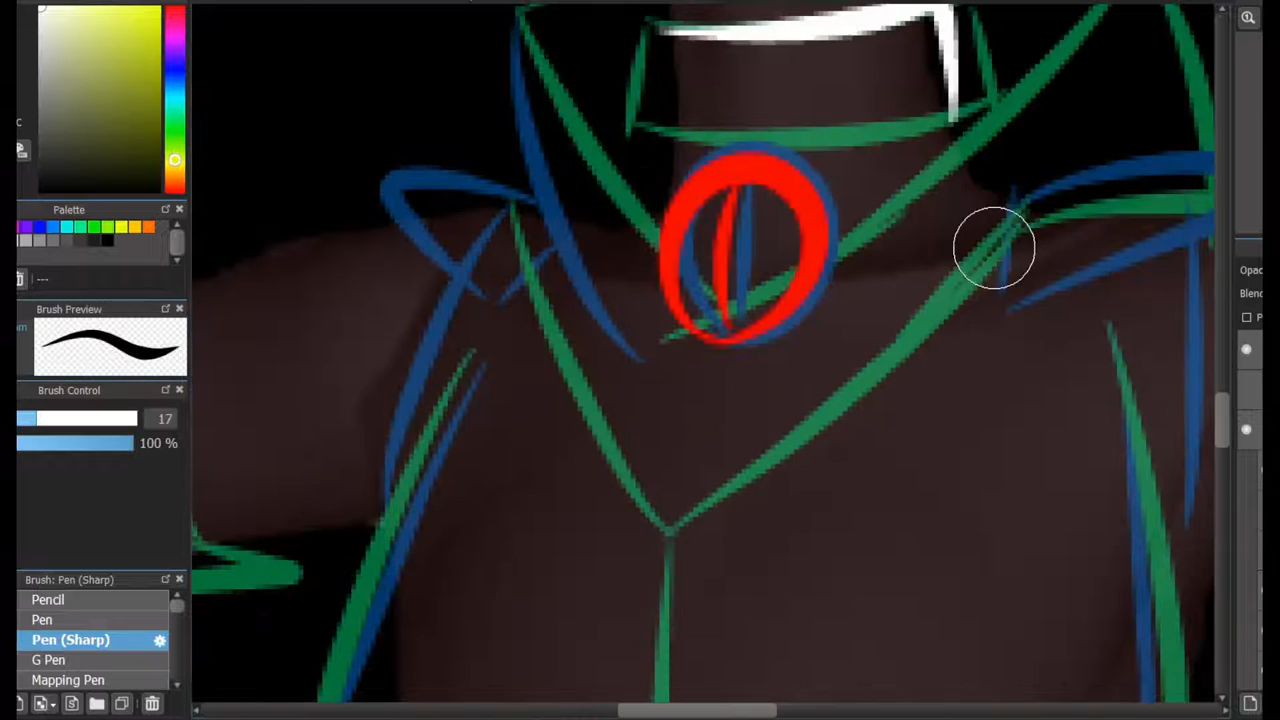 C
Palette
---
Brush Preview
om
Brush Control
17
100 %
Brush: Pen (Sharp)
Pencil
Pen
Pen (Sharp)
G Pen
Mapping Pen
Opac
Blend
P